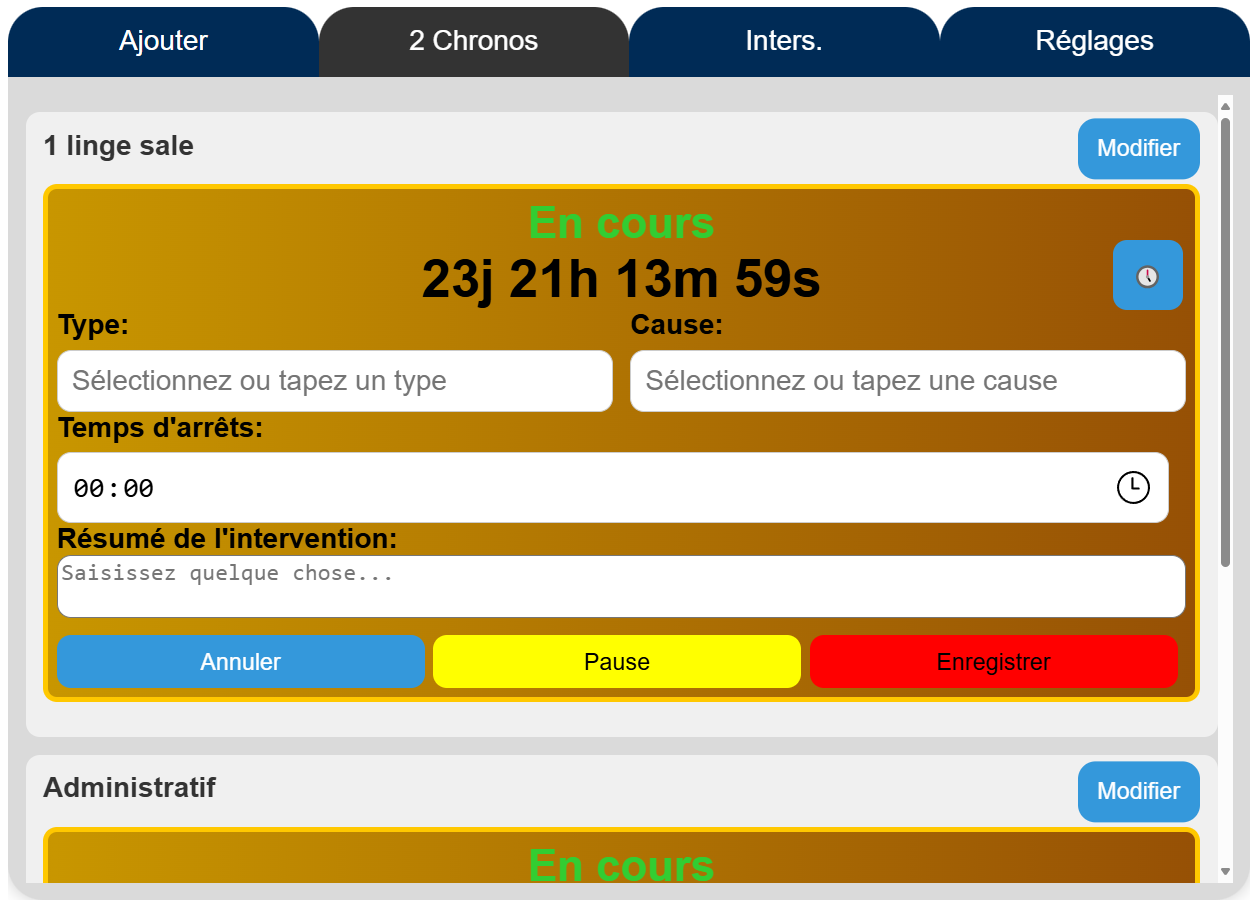 Ajouter 2 Chronos Inters. Réglages
1 linge sale Modifier
En cours
23j 21h 13m 59s
Type: Cause:
Sélectionnez ou tapez un type Sélectionnez ou tapez une cause
Temps d'arrêts:
00:00
Résumé de l'intervention:
Saisissez quelque chose...
Annuler Pause Enregistrer
Administratif Modifier
En cours